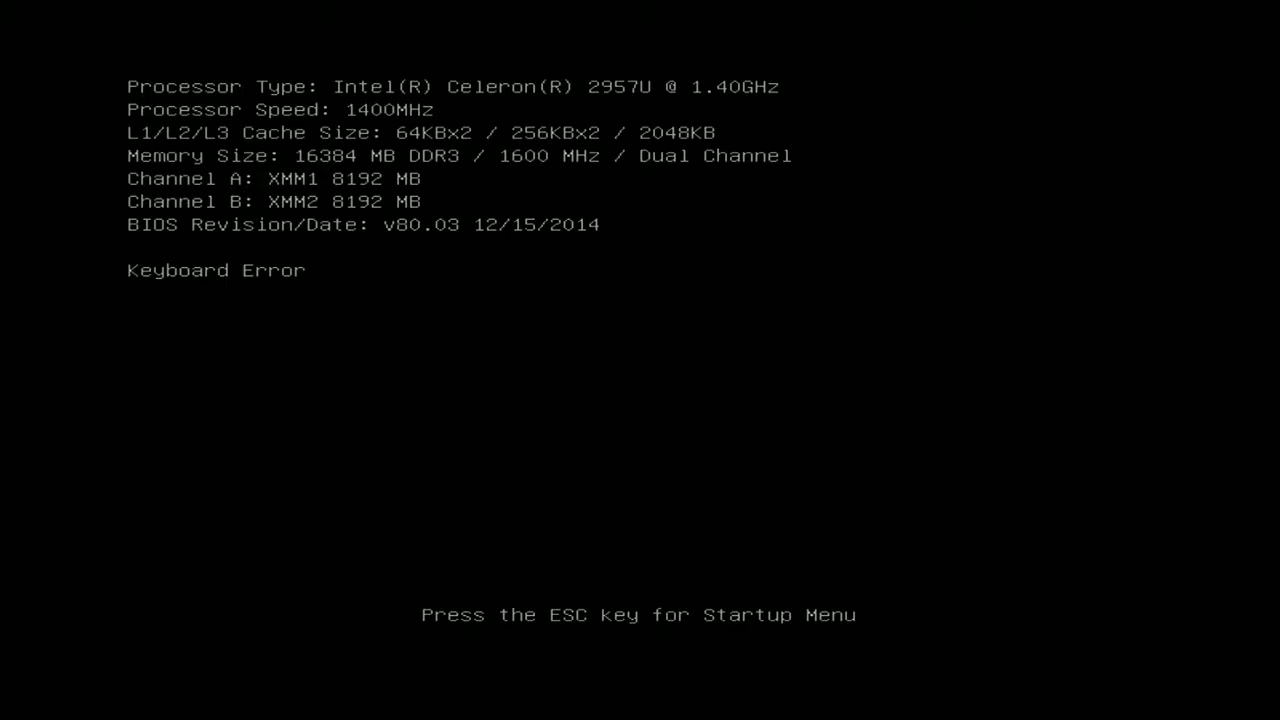 Processor Type: Intel(R) Celeron(R) 2957U @ 1.40GHz
Processor Speed: 1400MHz
L1/L2/L3 Cache Size: 64KBx2 / 256KBx2 / 2048KB
Memory Size: 16384 MB DDR3 / 1600 MHz / Dual Channel
Channel A: XMM1 8192 MB
Channel B: XMM2 8192 MB
BIOS Revision/Date: v80.03 12/15/2014
Keyboard Error
Press the ESC key for Startup Menu